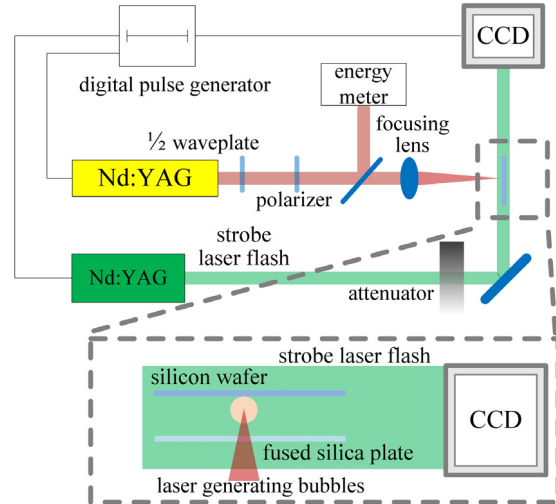 CCD
digital pulse generator
energy
meter
focusing
lens
½ waveplate
Nd:YAG
polarizer
strobe
laser flash
Nd:YAG
attenuator
strobe laser flash
silicon wafer
CCD
fused silica plate
laser generating bubbles